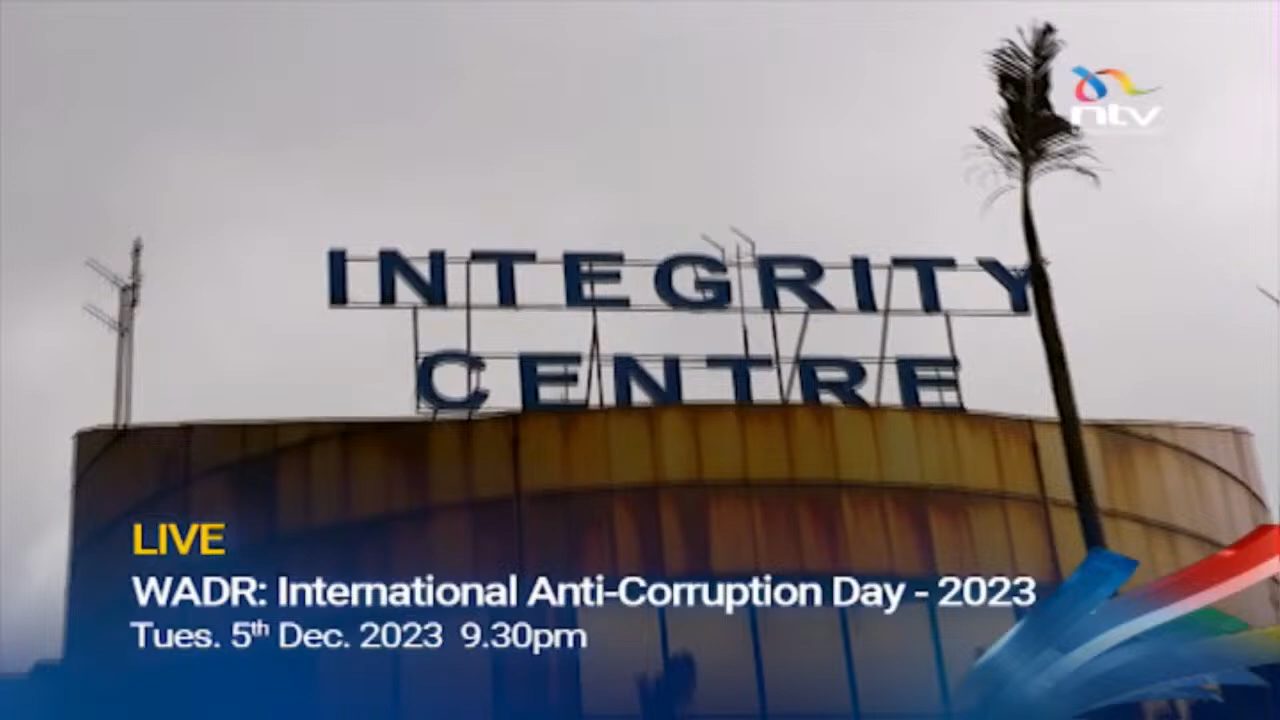 ntv
INTEGRITY
CENTRE
LIVE
WADR: International Anti-Corruption Day - 2023
Tues. 5th Dec. 2023 9.30pm